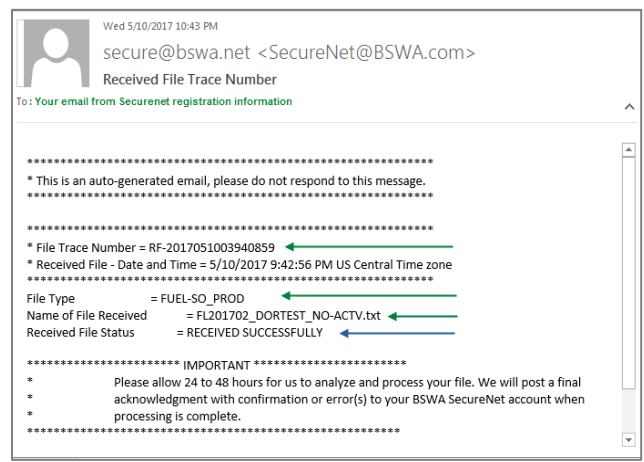 Wed 5/10/2017 10:43 PM
secure@bswa.net <SecureNet@BSWA.com>
Received File Trace Number
To: Your email from Securenet registration information
*************************************************************
* This is an auto-generated email, please do not respond to this message.
*************************************************************
*************************************************************
* File Trace Number = RF-2017051003940859
* Received File - Date and Time = 5/10/2017 9:42:56 PM US Central Time zone
*************************************************************
File Type = FUEL-SO_PROD
Name of File Received = FL201702_DORTEST_NO-ACTV.txt
Received File Status = RECEIVED SUCCESSFULLY
*********************** IMPORTANT ***********************
* Please allow 24 to 48 hours for us to analyze and process your file. We will post a final
* acknowledgment with confirmation or error(s) to your BSWA SecureNet account when
* processing is complete.
********************************************************